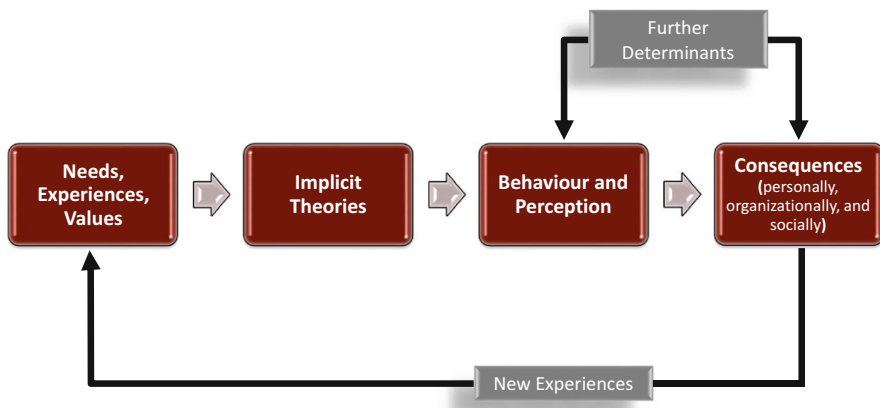 Further
Determinants
Needs,
Experiences,
Values
Implicit
Theories
Behaviour and
Perception
Consequences
(personally,
organizationally, and
socially)
New Experiences